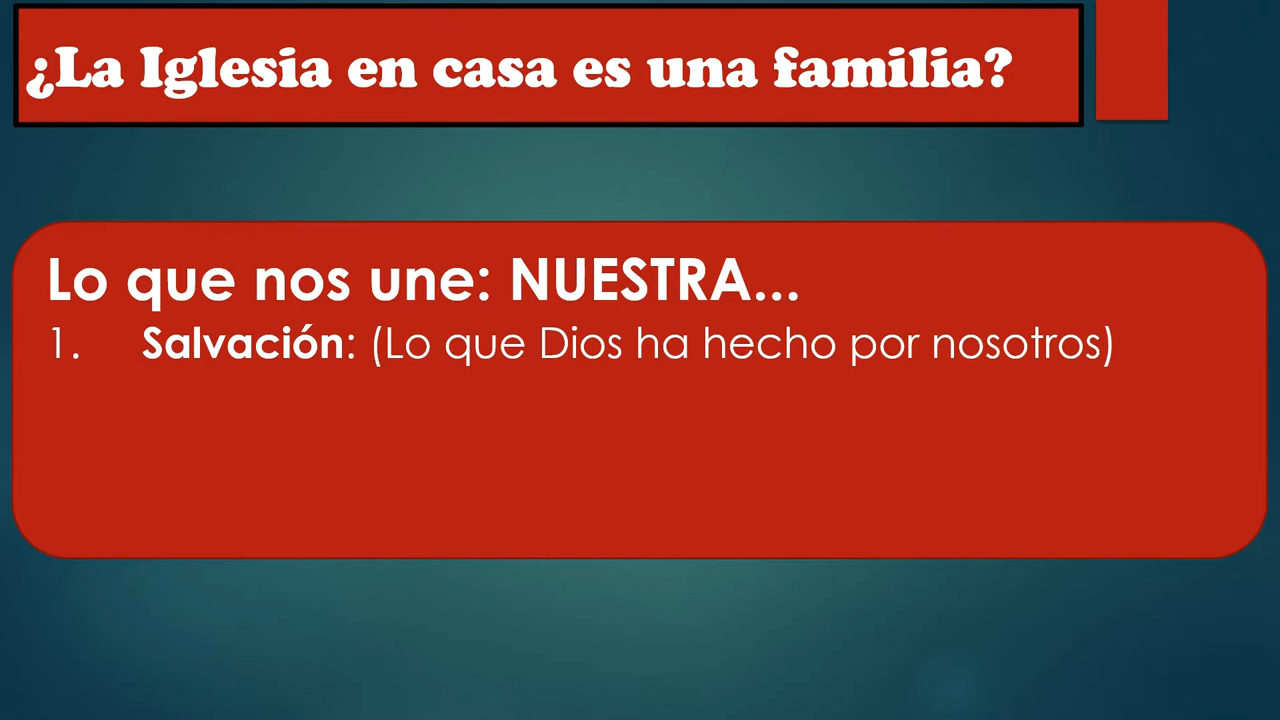 ¿La Iglesia en casa es una familia?
Lo que nos une: NUESTRA...
1. Salvación: (Lo que Dios ha hecho por nosotros)